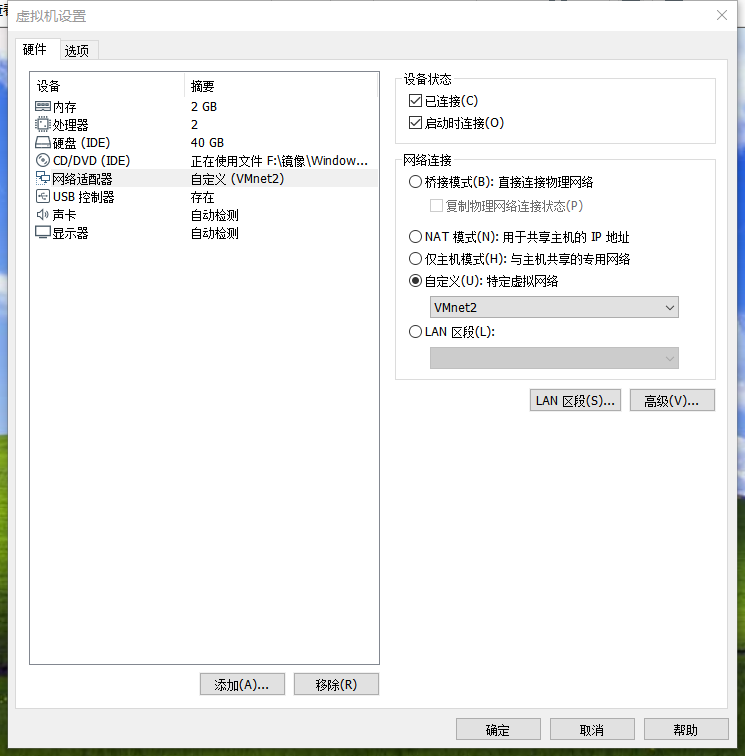 虚拟机设置
硬件 选项
设备 摘要
内存 2 GB
处理器 2
硬盘 (IDE) 40 GB
CD/DVD (IDE) 正在使用文件 F:\镜像\Window...
网络适配器 自定义 (VMnet2)
USB 控制器 存在
声卡 自动检测
显示器 自动检测
添加(A)... 移除(R)
设备状态
已连接(C)
启动时连接(O)
网络连接
桥接模式(B): 直接连接物理网络
复制物理网络连接状态(P)
NAT 模式(N): 用于共享主机的 IP 地址
仅主机模式(H): 与主机共享的专用网络
自定义(U): 特定虚拟网络
VMnet2
LAN 区段(L):
LAN 区段(S)... 高级(V)...
确定 取消 帮助